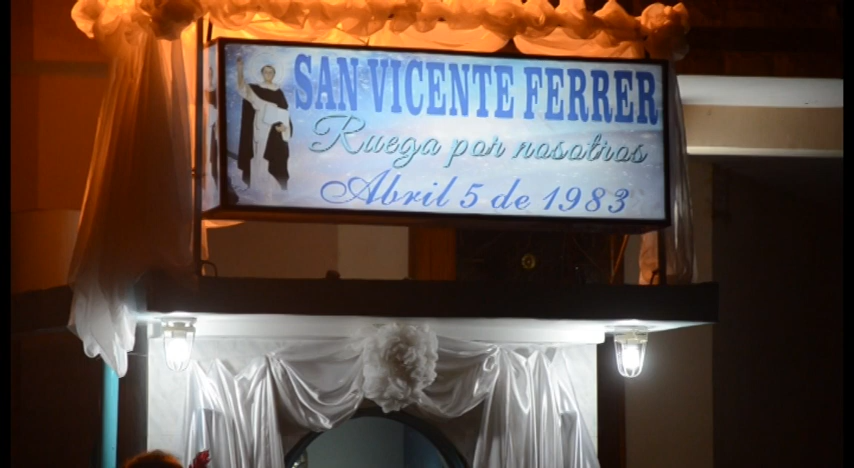 SAN VICENTE FERRER
Ruega por nosotros
Abril 5 de 1983